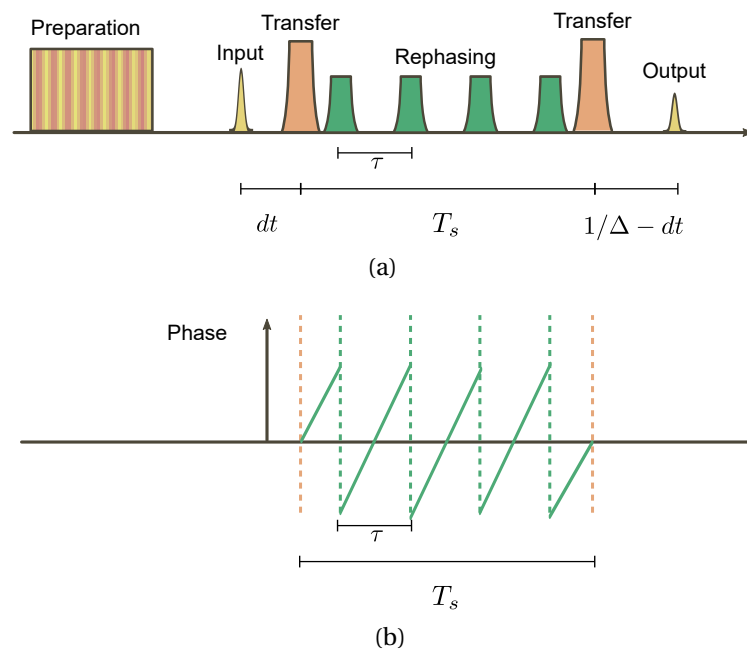 Preparation
Input
Transfer
Rephasing
Transfer
Output
τ
dt
T_s
1/Δ − dt
(a)
Phase
τ
T_s
(b)